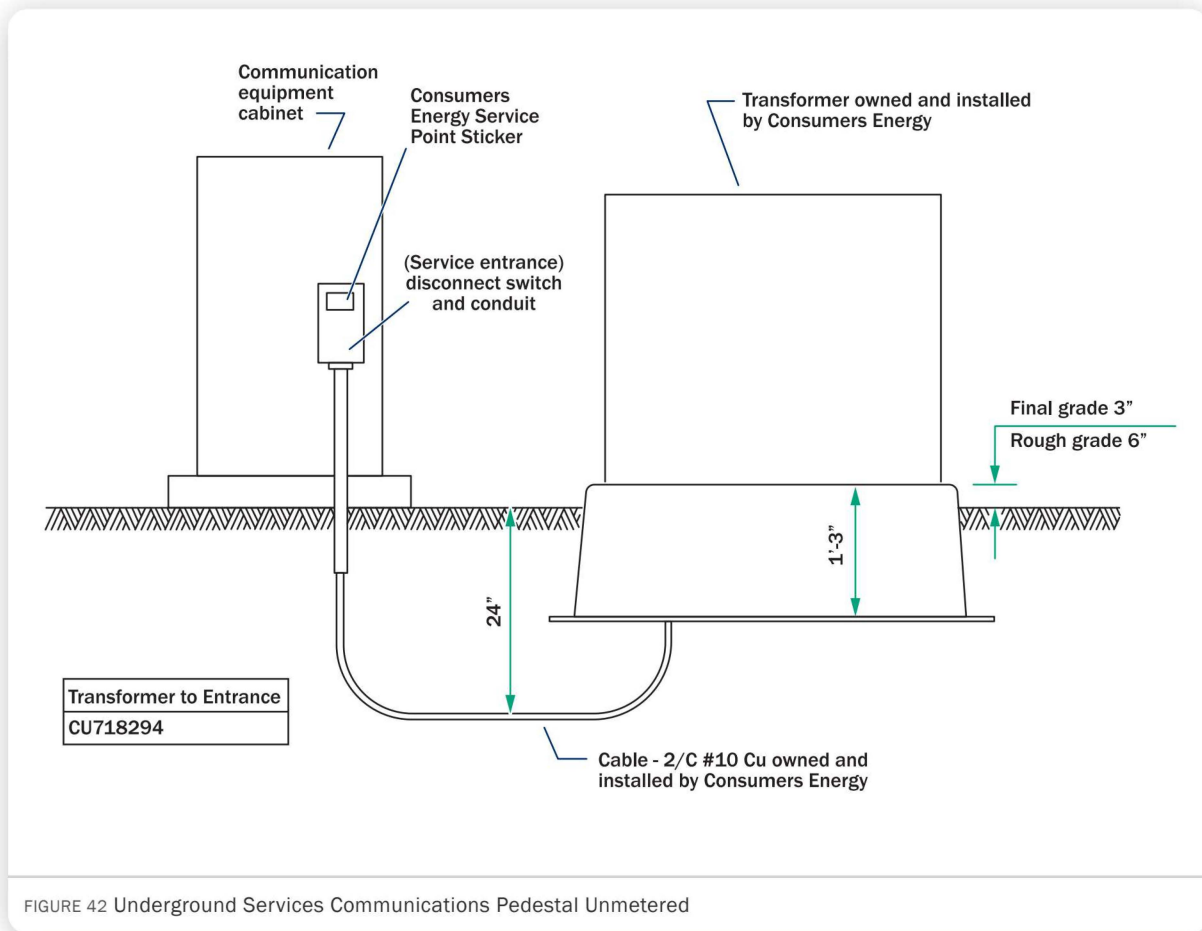 Communication
equipment
cabinet
Consumers
Energy Service
Point Sticker
Transformer owned and installed
by Consumers Energy
(Service entrance)
disconnect switch
and conduit
Final grade 3”
Rough grade 6”
1’-3”
24”
Transformer to Entrance
CU718294
Cable - 2/C #10 Cu owned and
installed by Consumers Energy
FIGURE 42 Underground Services Communications Pedestal Unmetered